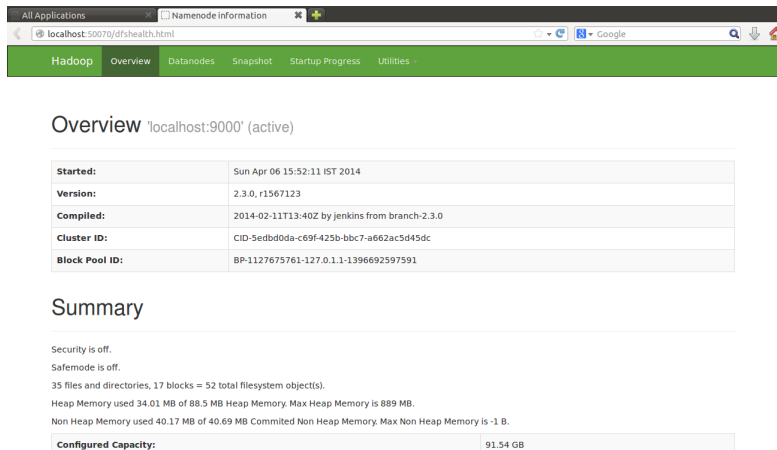 All Applications
Namenode information
localhost:50070/dfshealth.html
Google
Hadoop Overview Datanodes Snapshot Startup Progress Utilities
Overview 'localhost:9000' (active)
Started: Sun Apr 06 15:52:11 IST 2014
Version: 2.3.0, r1567123
Compiled: 2014-02-11T13:40Z by jenkins from branch-2.3.0
Cluster ID: CID-5edbd0da-c69f-425b-bbc7-a662ac5d45dc
Block Pool ID: BP-1127675761-127.0.1.1-1396692597591
Summary
Security is off.
Safemode is off.
35 files and directories, 17 blocks = 52 total filesystem object(s).
Heap Memory used 34.01 MB of 88.5 MB Heap Memory. Max Heap Memory is 889 MB.
Non Heap Memory used 40.17 MB of 40.69 MB Commited Non Heap Memory. Max Non Heap Memory is -1 B.
Configured Capacity: 91.54 GB